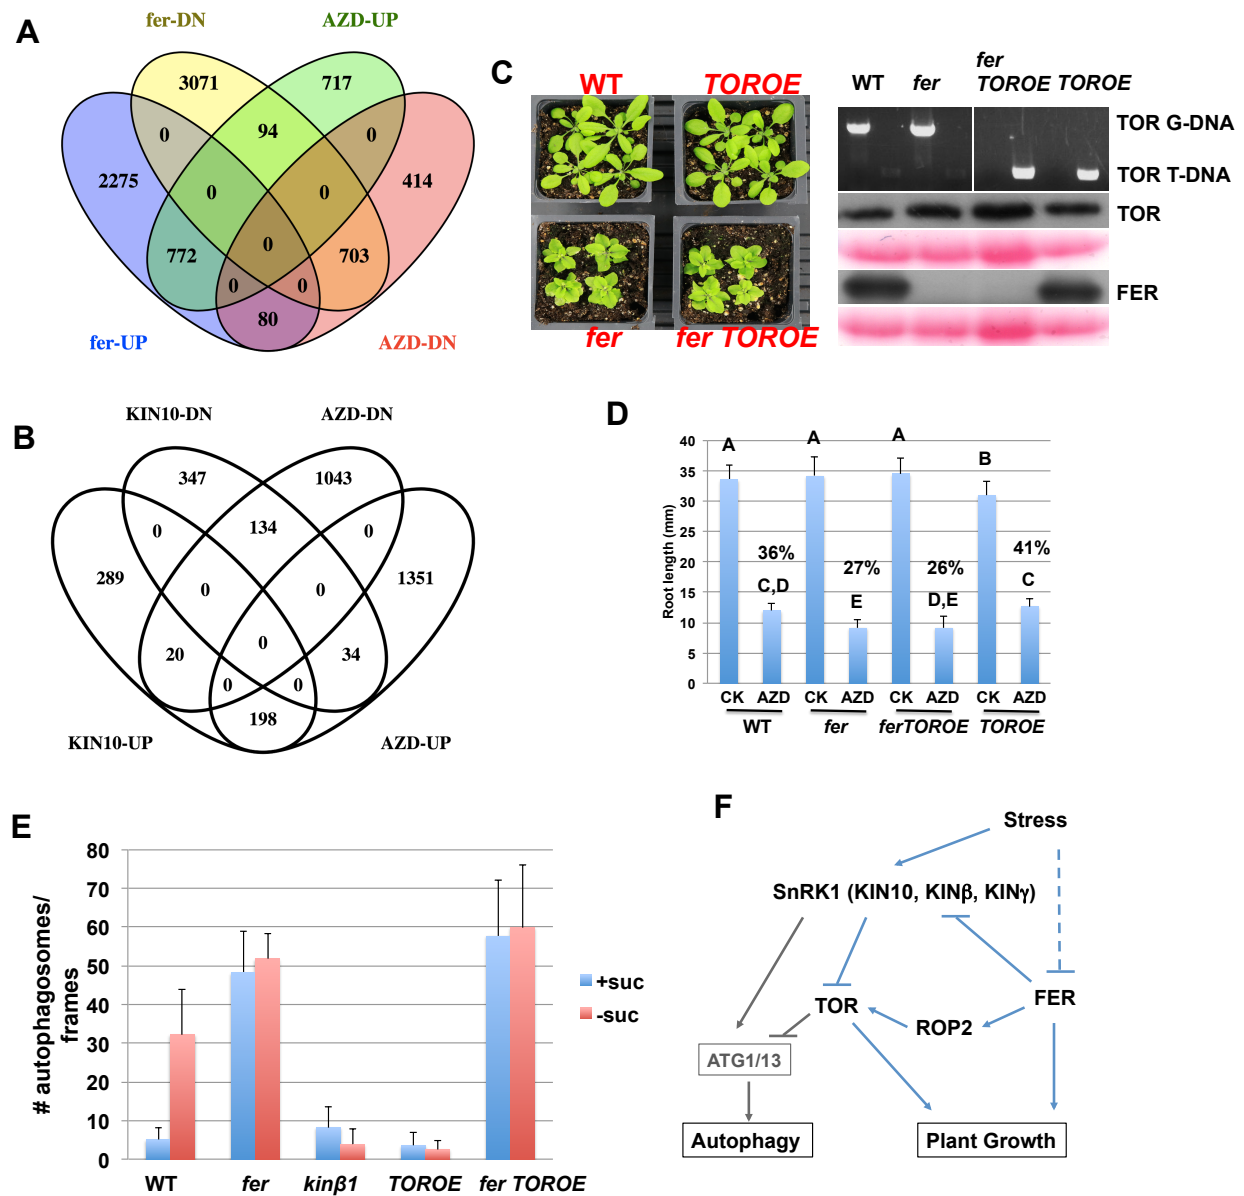 A
fer-DN
AZD-UP
3071
717
0
94
0
2275
0
0
414
0
772
703
0
0
80
fer-UP
AZD-DN
B
KIN10-DN
AZD-DN
347
1043
0
134
0
289
0
0
1351
0
20
34
0
0
198
KIN10-UP
AZD-UP
C
WT
TOROE
fer
fer TOROE
fer
WT fer TOROE TOROE
TOR G-DNA
TOR T-DNA
TOR
FER
D
Root length (mm)
40
35
30
25
20
15
10
5
0
A
A
A
B
36%
27%
26%
41%
C,D
E
D,E
C
CK AZD CK AZD CK AZD CK AZD
WT fer ferTOROE TOROE
E
# autophagosomes/
frames
80
70
60
50
40
30
20
10
0
WT fer kinβ1 TOROE fer TOROE
+suc
-suc
F
Stress
SnRK1 (KIN10, KINβ, KINγ)
TOR
ROP2
FER
ATG1/13
Autophagy
Plant Growth